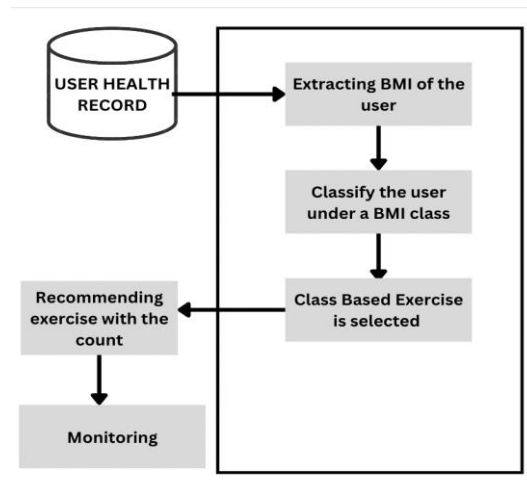 USER HEALTH
RECORD
Extracting BMI of the
user
Classify the user
under a BMI class
Class Based Exercise
is selected
Recommending
exercise with the
count
Monitoring